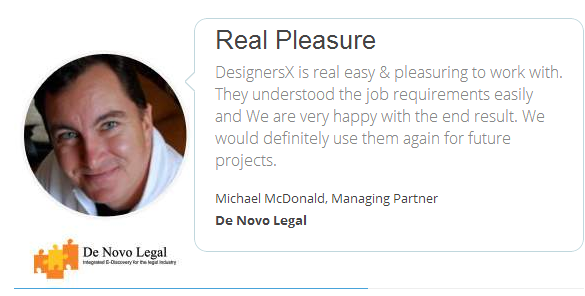 Real Pleasure
DesignersX is real easy & pleasuring to work with.
They understood the job requirements easily
and We are very happy with the end result. We
would definitely use them again for future
projects.
Michael McDonald, Managing Partner
De Novo Legal
De Novo Legal
Integrated E-Discovery for the legal industry